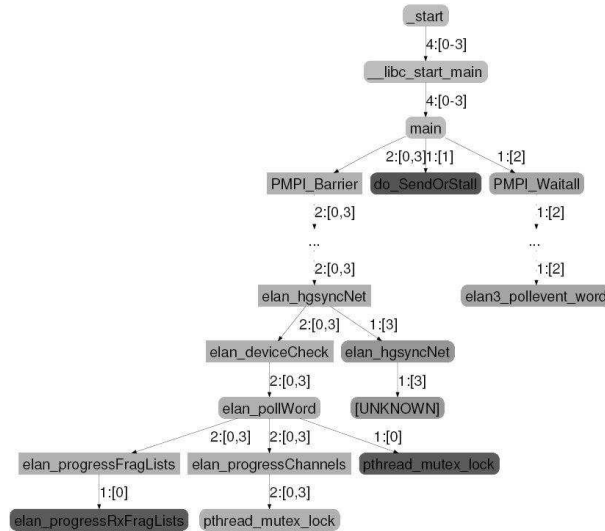 _start
4:[0-3]
__libc_start_main
4:[0-3]
main
2:[0,3] 1:[1] 1:[2]
PMPI_Barrier do_SendOrStall PMPI_Waitall
2:[0,3] 1:[2]
... ...
2:[0,3] 1:[2]
elan_hgsyncNet elan3_pollevent_word
2:[0,3] 1:[3]
elan_deviceCheck elan_hgsyncNet
2:[0,3] 1:[3]
elan_pollWord [UNKNOWN]
2:[0,3] 2:[0,3] 1:[0]
elan_progressFragLists elan_progressChannels pthread_mutex_lock
1:[0] 2:[0,3]
elan_progressRxFragLists pthread_mutex_lock